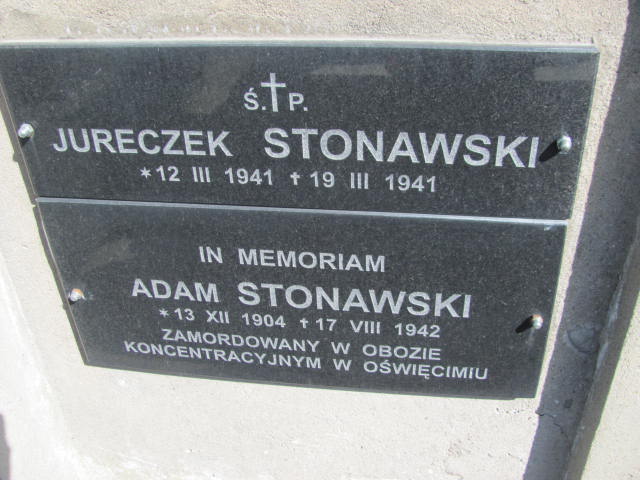 Ś.†P.
JURECZEK STONAWSKI
*12 III 1941 †19 III 1941
IN MEMORIAM
ADAM STONAWSKI
*13 XII 1904 †17 VIII 1942
ZAMORDOWANY W OBOZIE
KONCENTRACYJNYM W OŚWIĘCIMIU